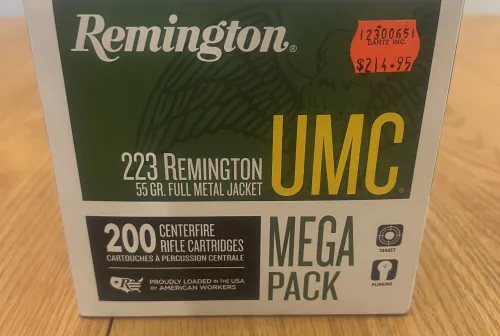 Remington®
12300651
DANTE INC.
$214.95
223 REMINGTON
55 GR. FULL METAL JACKET
UMC
200 CENTERFIRE
RIFLE CARTRIDGES
CARTOUCHES À PERCUSSION CENTRALE
MEGA
PACK
R
PROUDLY LOADED IN THE USA
BY AMERICAN WORKERS
TARGET
PLINKING